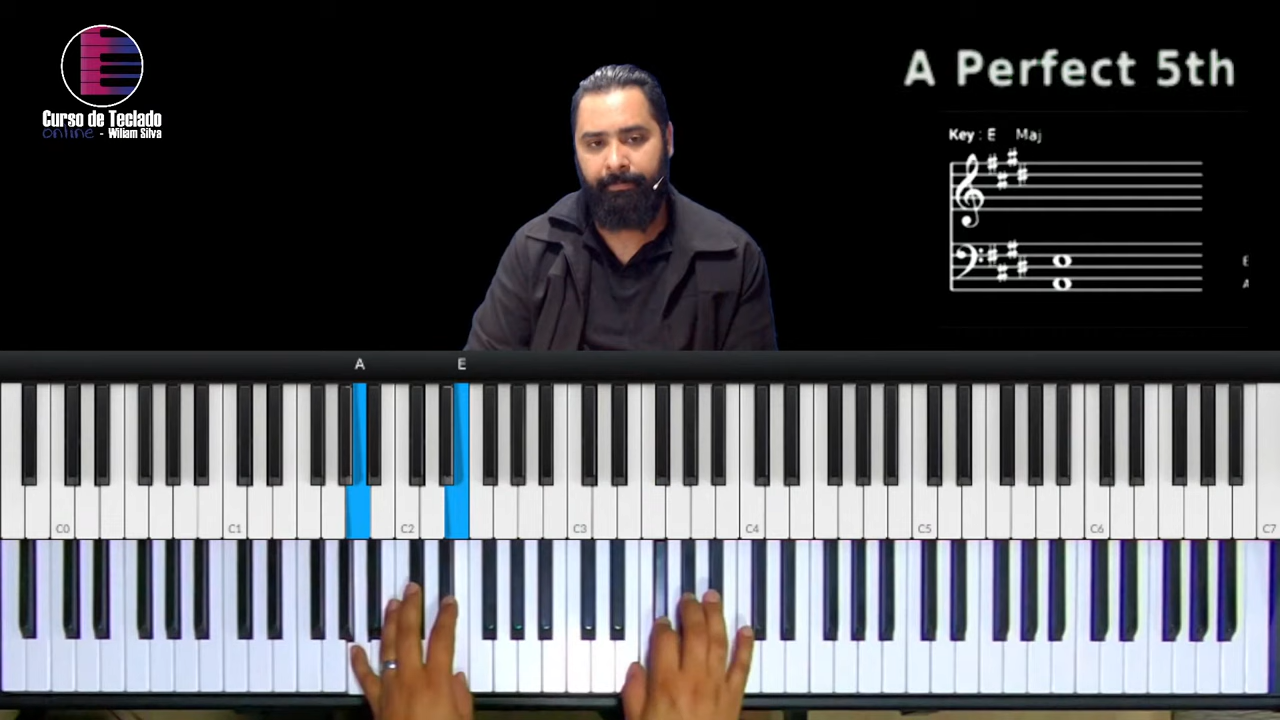 Curso de Teclado
online - Wiliam Silva
A Perfect 5th
Key : E Maj
E
A
A E
C0 C1 C2 C3 C4 C5 C6 C7